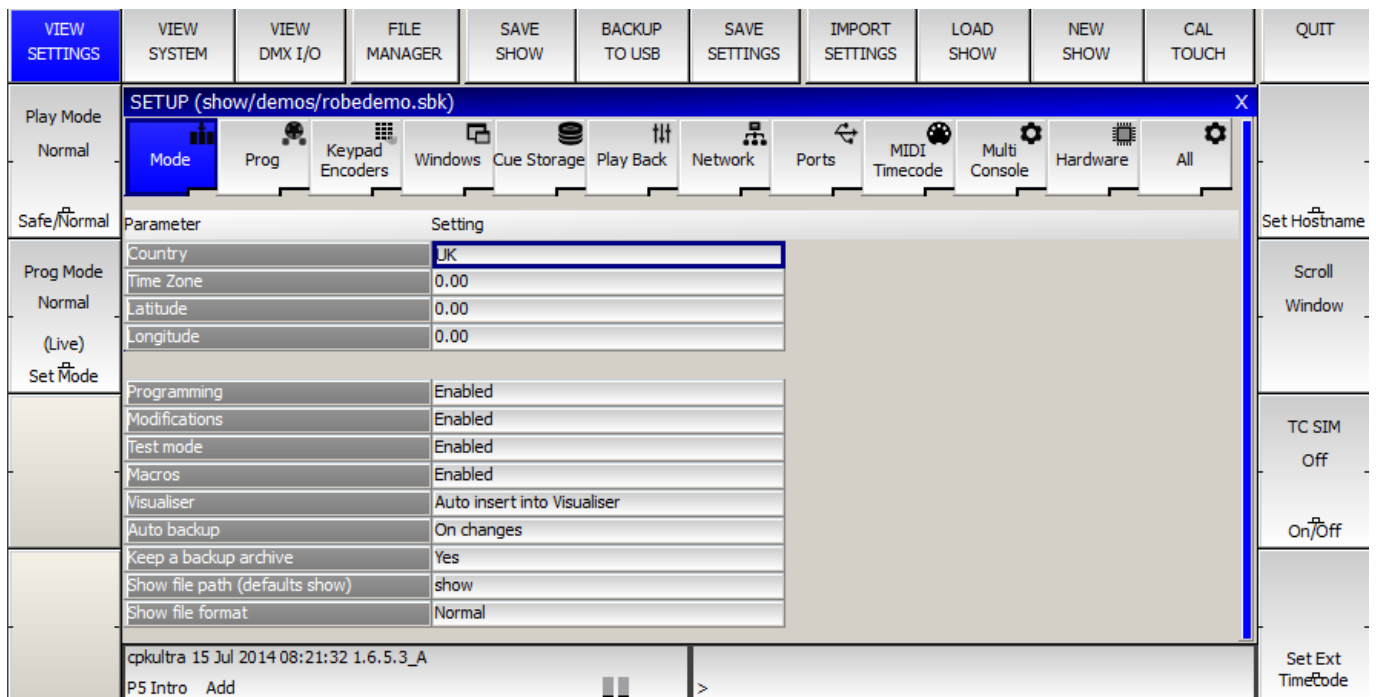 VIEW
SETTINGS
VIEW
SYSTEM
VIEW
DMX I/O
FILE
MANAGER
SAVE
SHOW
BACKUP
TO USB
SAVE
SETTINGS
IMPORT
SETTINGS
LOAD
SHOW
NEW
SHOW
CAL
TOUCH
QUIT
Play Mode
Normal
Safe/Normal
Prog Mode
Normal
(Live)
Set Mode
SETUP (show/demos/robedemo.sbk) X
Mode
Prog
Keypad
Encoders
Windows
Cue Storage
Play Back
Network
Ports
MIDI
Timecode
Multi
Console
Hardware
All
Parameter Setting
Country UK
Time Zone 0.00
Latitude 0.00
Longitude 0.00
Programming Enabled
Modifications Enabled
Test mode Enabled
Macros Enabled
Visualiser Auto insert into Visualiser
Auto backup On changes
Keep a backup archive Yes
Show file path (defaults show) show
Show file format Normal
cpkultra 15 Jul 2014 08:21:32 1.6.5.3_A
P5 Intro Add
>
Set Hostname
Scroll
Window
TC SIM
Off
On/Off
Set Ext
Timecode